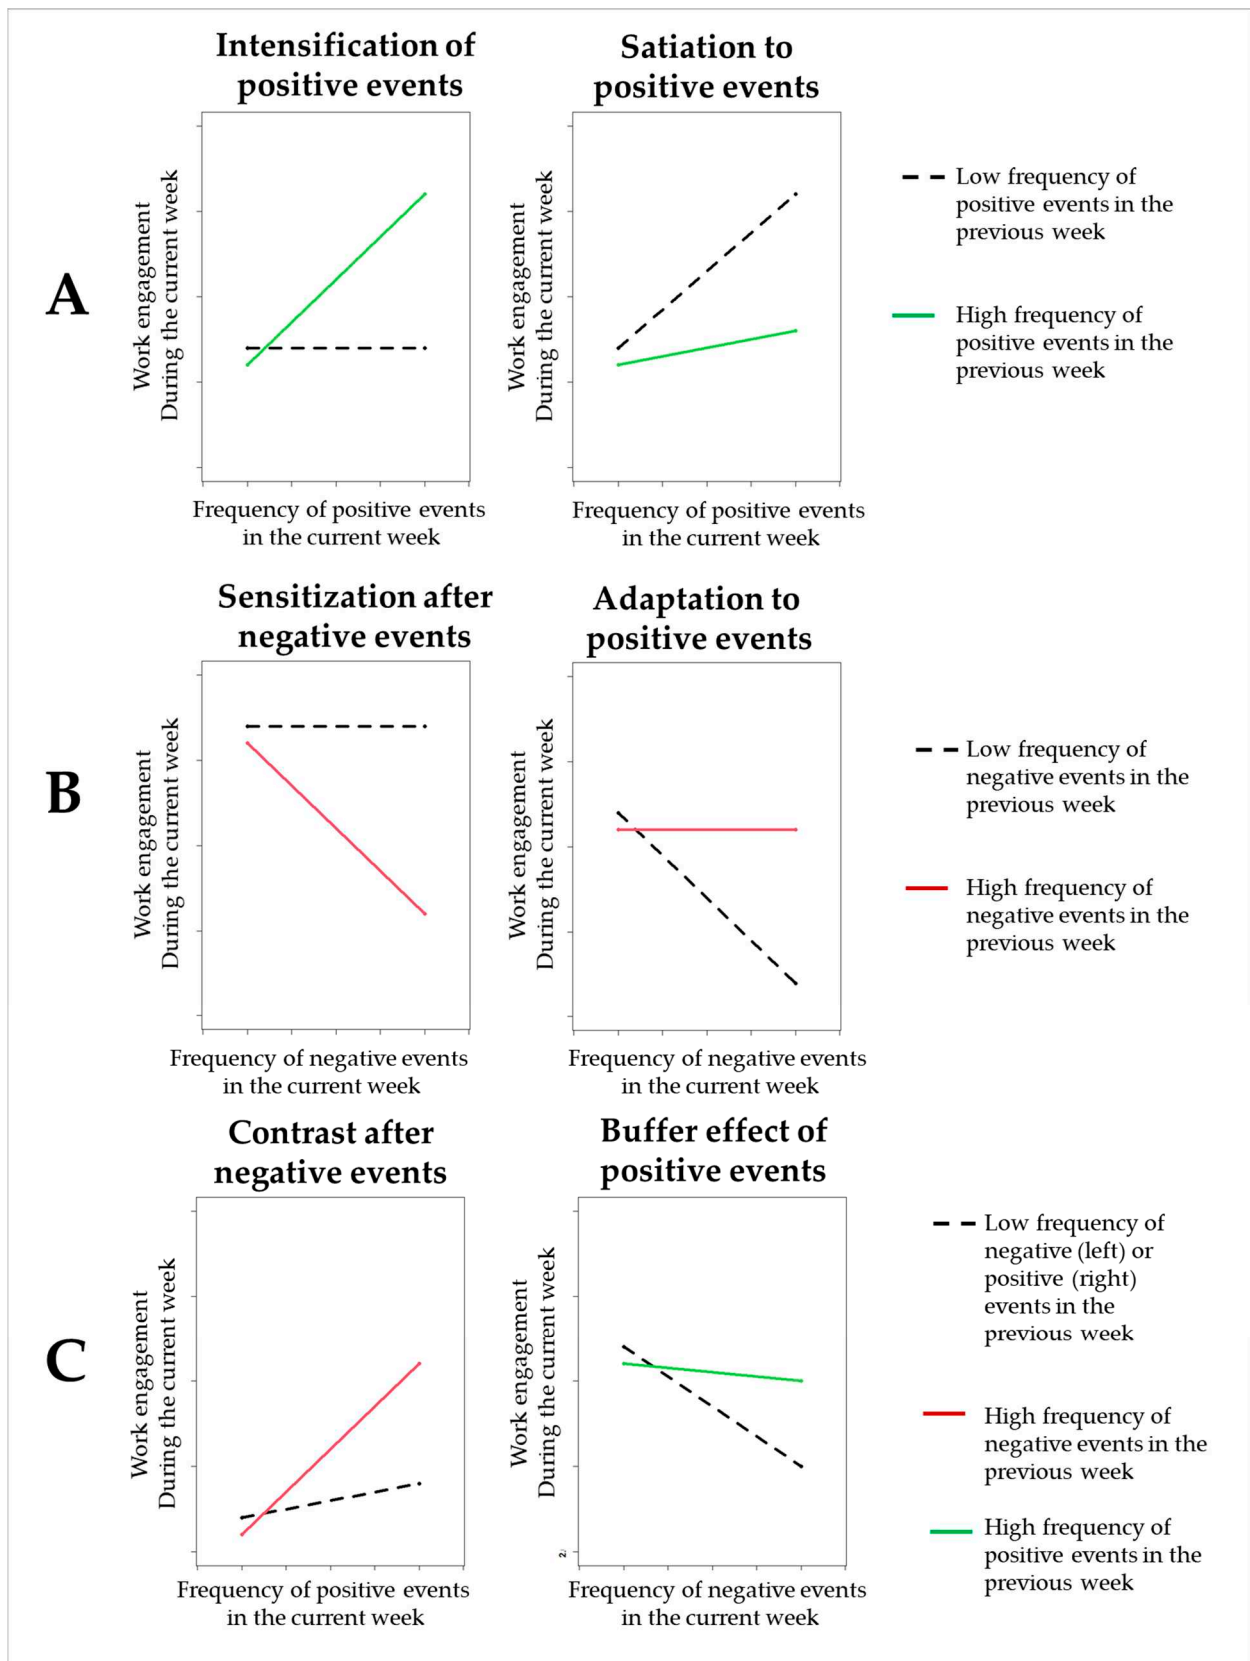 Intensification of
positive events
Satiation to
positive events
A
Work engagement
During the current week
Frequency of positive events
in the current week
Work engagement
During the current week
Frequency of positive events
in the current week
Low frequency of
positive events in the
previous week
High frequency of
positive events in the
previous week
Sensitization after
negative events
Adaptation to
positive events
B
Work engagement
During the current week
Frequency of negative events
in the current week
Work engagement
During the current week
Frequency of negative events
in the current week
Low frequency of
negative events in the
previous week
High frequency of
negative events in the
previous week
Contrast after
negative events
Buffer effect of
positive events
C
Work engagement
During the current week
Frequency of positive events
in the current week
Work engagement
During the current week
Frequency of negative events
in the current week
Low frequency of
negative (left) or
positive (right)
events in the
previous week
High frequency of
negative events in the
previous week
High frequency of
positive events in the
previous week